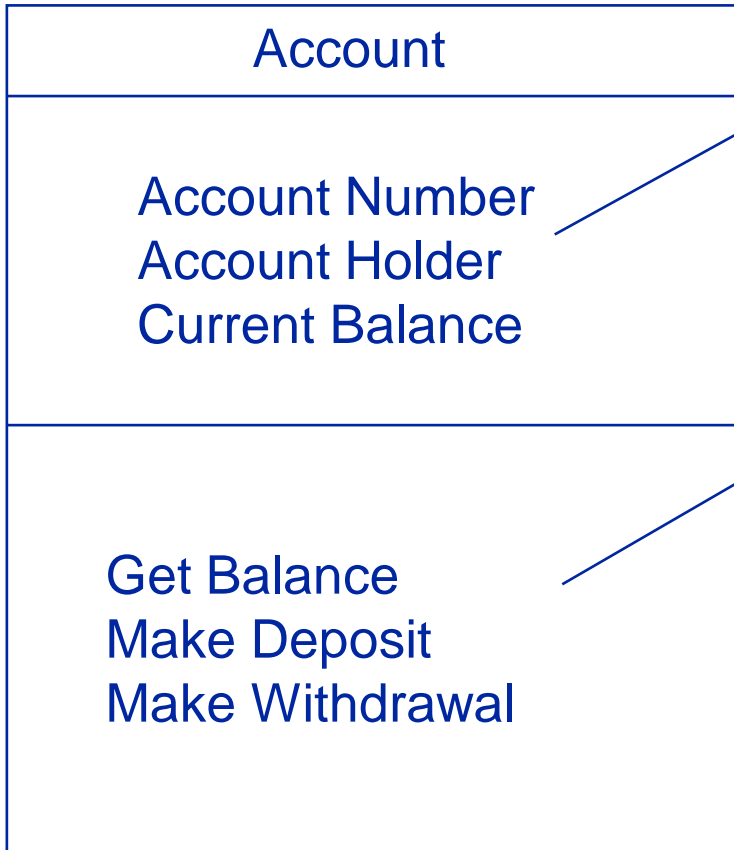 Account
Account Number
Account Holder
Current Balance
Get Balance
Make Deposit
Make Withdrawal